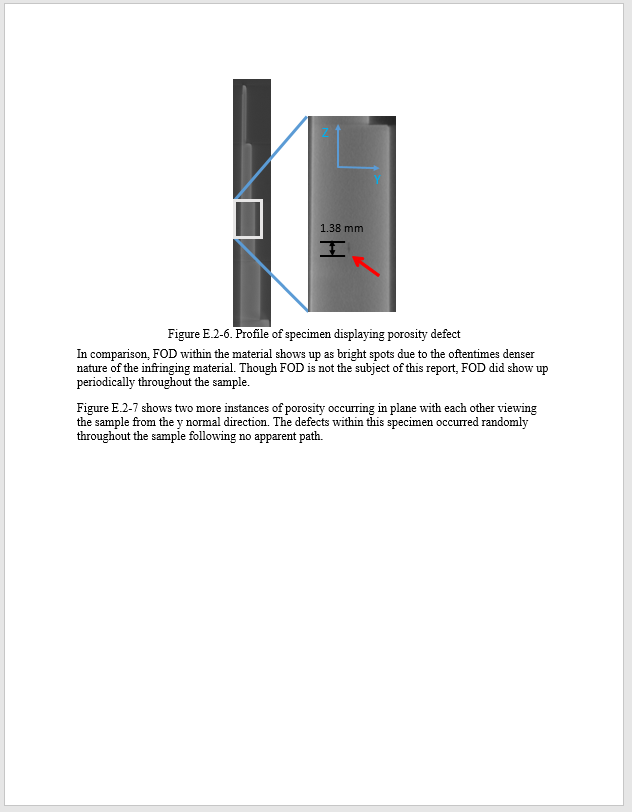 Z
Y
1.38 mm
Figure E.2-6. Profile of specimen displaying porosity defect
In comparison, FOD within the material shows up as bright spots due to the oftentimes denser
nature of the infringing material. Though FOD is not the subject of this report, FOD did show up
periodically throughout the sample.
Figure E.2-7 shows two more instances of porosity occurring in plane with each other viewing
the sample from the y normal direction. The defects within this specimen occurred randomly
throughout the sample following no apparent path.